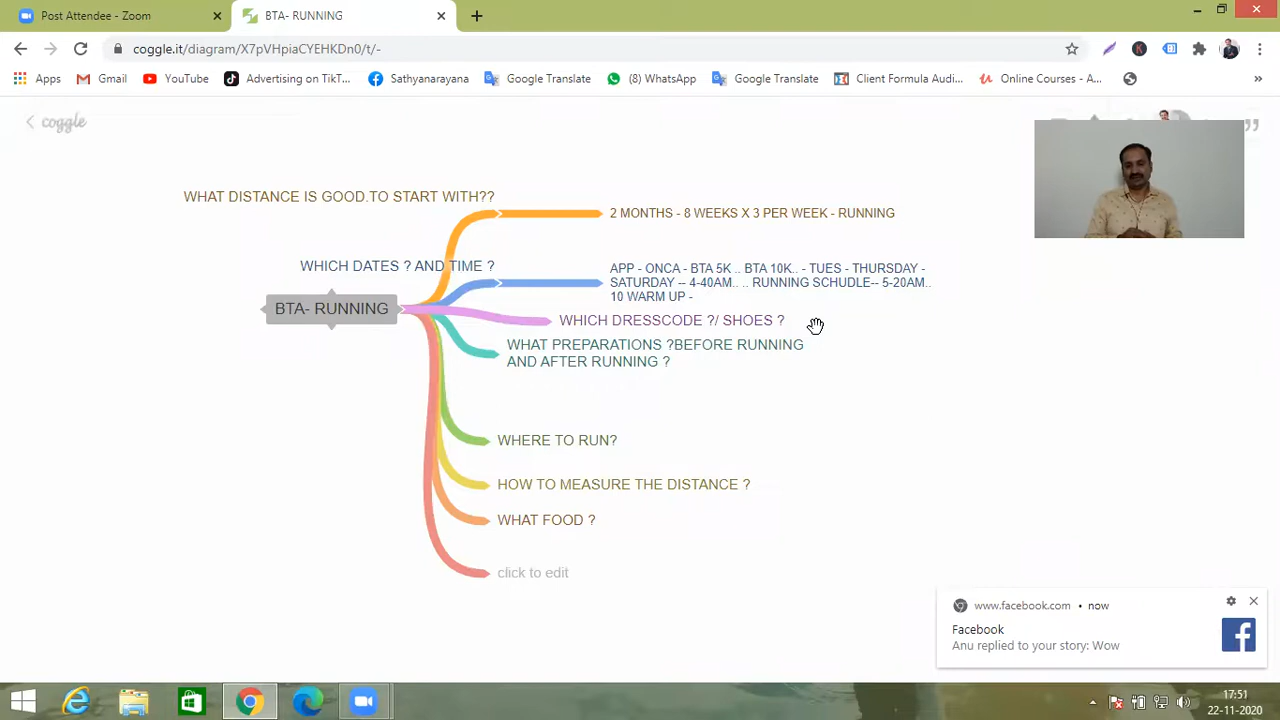 Post Attendee - Zoom
BTA- RUNNING
coggle.it/diagram/X7pVHpiaCYEHKDn0/t/-
Apps
Gmail
YouTube
Advertising on TikT...
Sathyanarayana
Google Translate
(8) WhatsApp
Google Translate
Client Formula Audi...
Online Courses - A...
»
coggle
WHAT DISTANCE IS GOOD.TO START WITH??
2 MONTHS - 8 WEEKS X 3 PER WEEK - RUNNING
WHICH DATES ? AND TIME ?
APP - ONCA - BTA 5K .. BTA 10K.. - TUES - THURSDAY -
SATURDAY -- 4-40AM.. .. RUNNING SCHUDLE-- 5-20AM..
10 WARM UP -
BTA- RUNNING
WHICH DRESSCODE ?/ SHOES ?
WHAT PREPARATIONS ?BEFORE RUNNING
AND AFTER RUNNING ?
WHERE TO RUN?
HOW TO MEASURE THE DISTANCE ?
WHAT FOOD ?
click to edit
www.facebook.com • now
Facebook
Anu replied to your story: Wow
17:51
22-11-2020